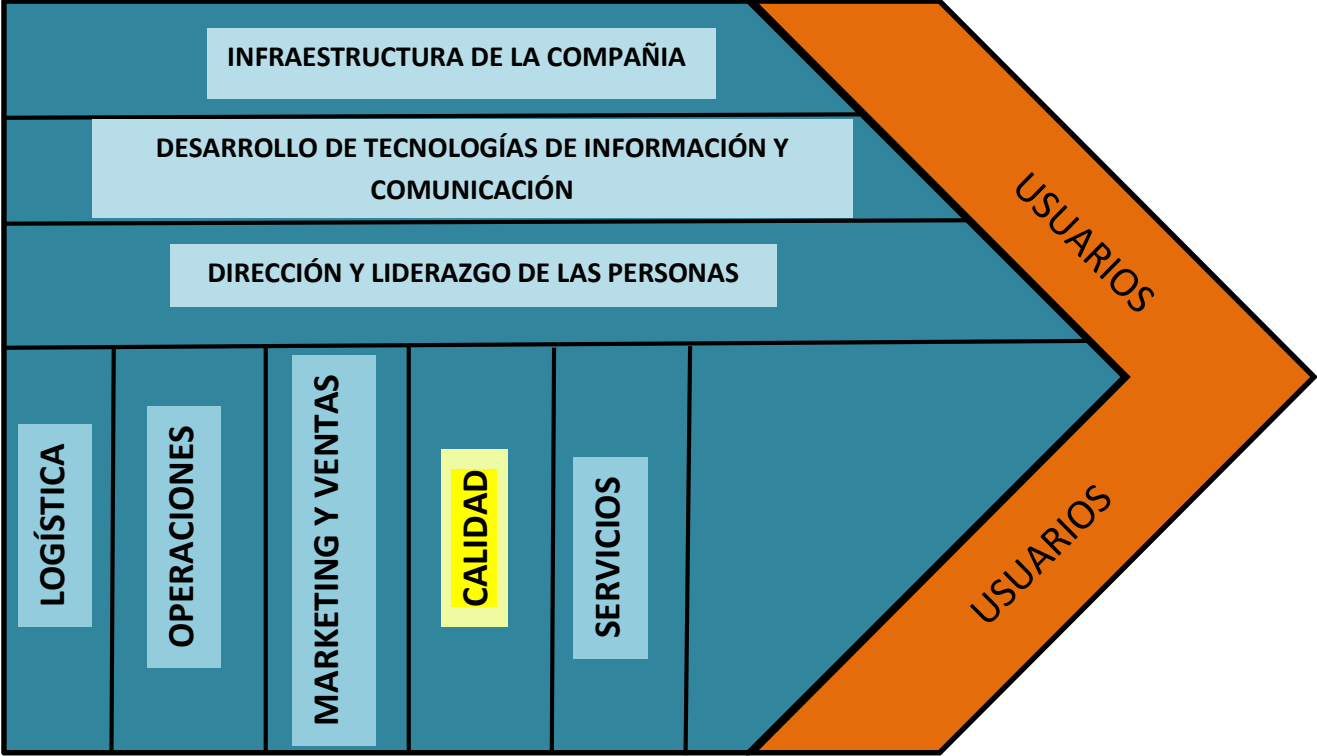 INFRAESTRUCTURA DE LA COMPAÑIA
DESARROLLO DE TECNOLOGÍAS DE INFORMACIÓN Y
COMUNICACIÓN
DIRECCIÓN Y LIDERAZGO DE LAS PERSONAS
LOGÍSTICA
OPERACIONES
MARKETING Y VENTAS
CALIDAD
SERVICIOS
USUARIOS
USUARIOS